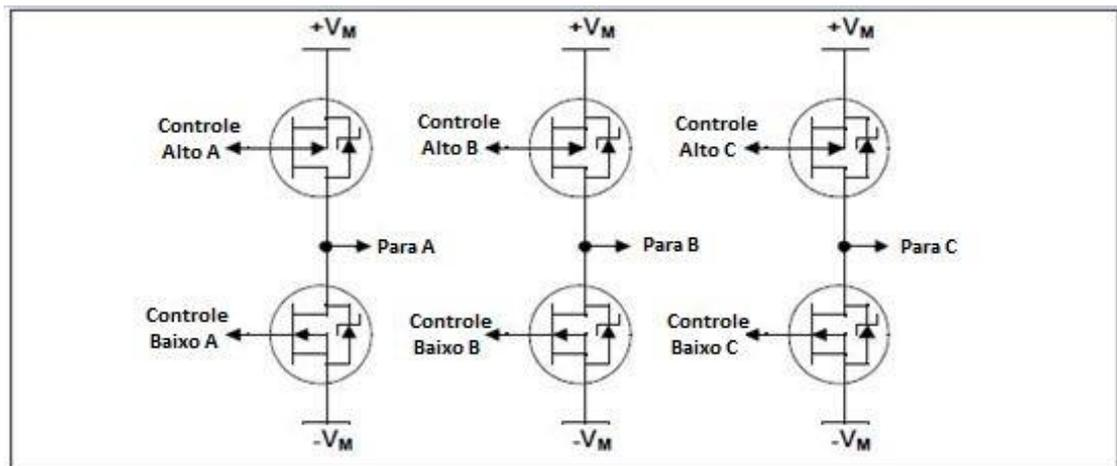 +VM
+VM
+VM
Controle
Alto A
Controle
Alto B
Controle
Alto C
Para A
Para B
Para C
Controle
Baixo A
Controle
Baixo B
Controle
Baixo C
-VM
-VM
-VM